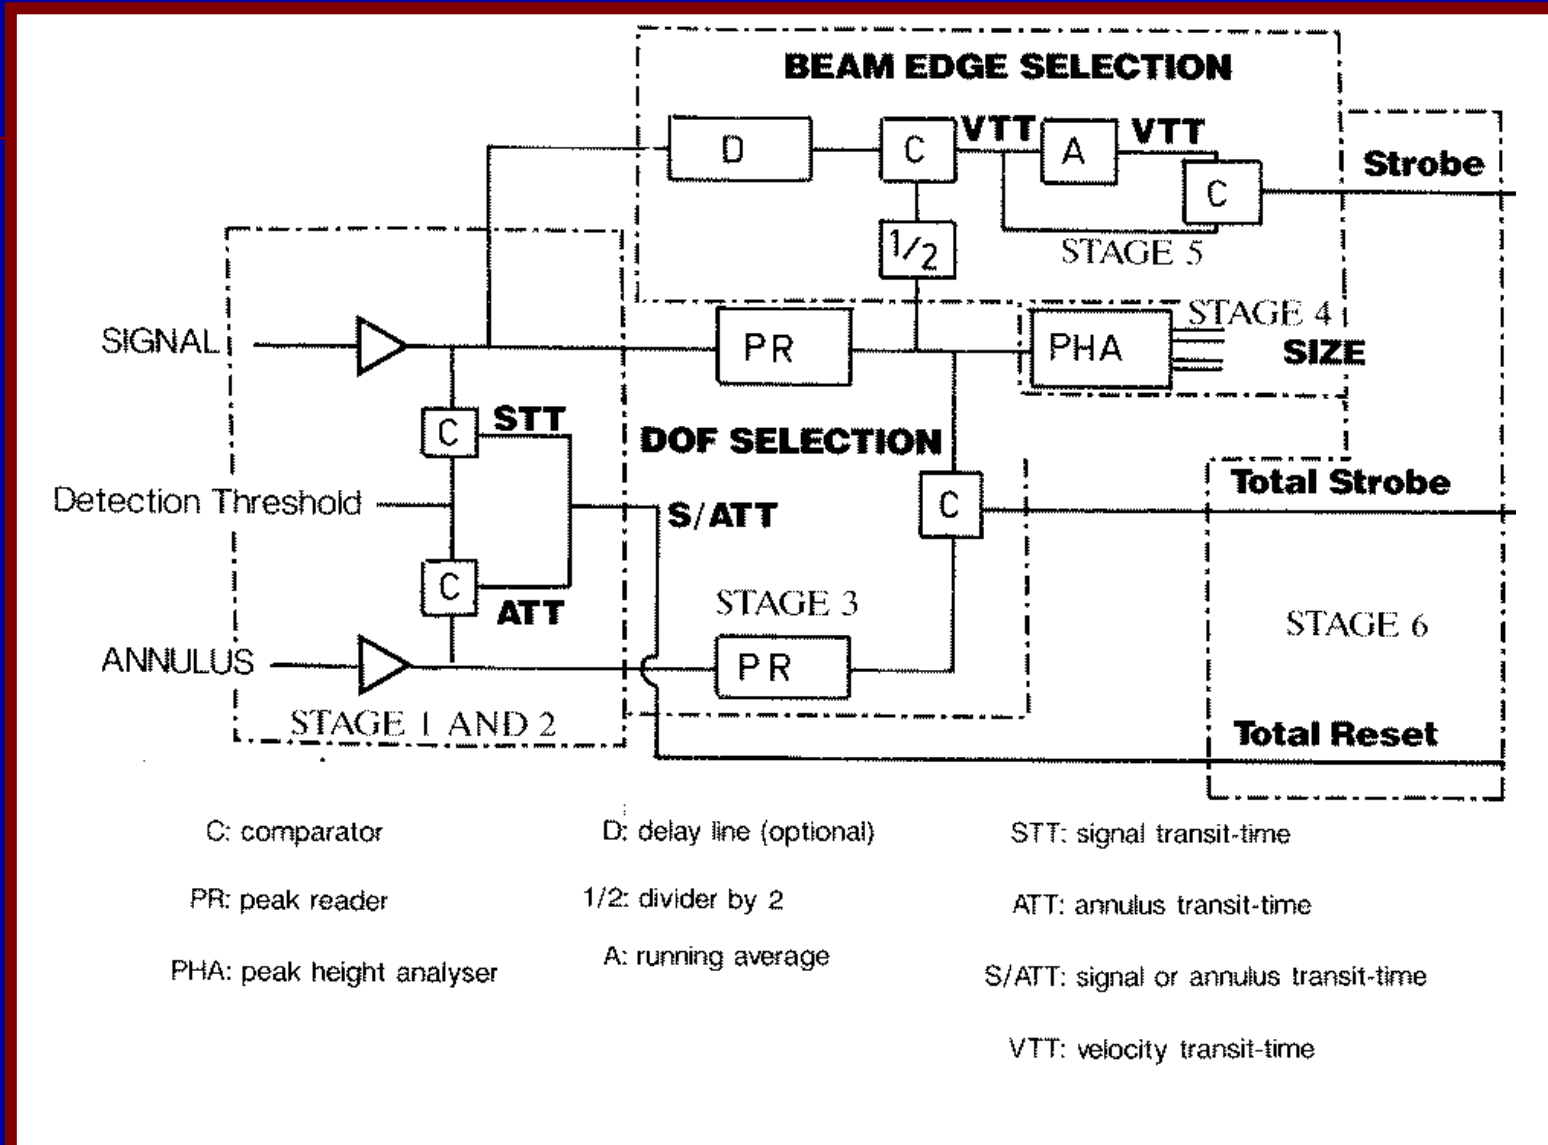 BEAM EDGE SELECTION
D
C
VTT
A
VTT
C
Strobe
1/2
STAGE 5
SIGNAL
PR
PHA
STAGE 4
SIZE
C
STT
DOF SELECTION
Detection Threshold
S/ATT
C
Total Strobe
C
ATT
STAGE 3
STAGE 6
ANNULUS
PR
STAGE 1 AND 2
Total Reset
C: comparator
D: delay line (optional)
STT: signal transit-time
PR: peak reader
1/2: divider by 2
ATT: annulus transit-time
PHA: peak height analyser
A: running average
S/ATT: signal or annulus transit-time
VTT: velocity transit-time